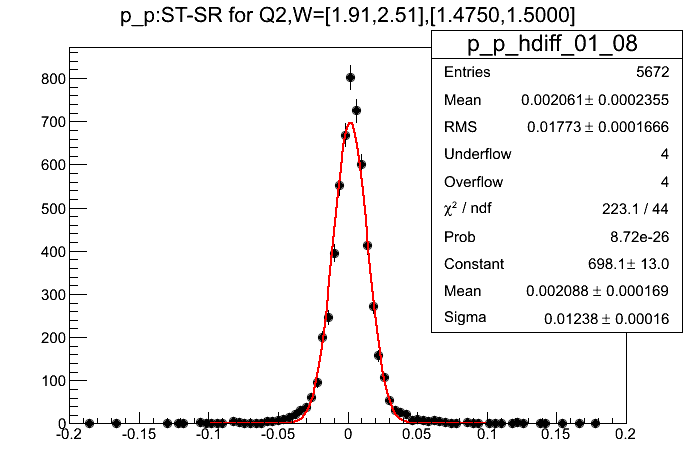 p_p:ST-SR for Q2,W=[1.91,2.51],[1.4750,1.5000]
p_p_hdiff_01_08
Entries 5672
Mean 0.002061± 0.0002355
RMS 0.01773 ± 0.0001666
Underflow 4
Overflow 4
χ² / ndf 223.1 / 44
Prob 8.72e-26
Constant 698.1± 13.0
Mean 0.002088 ± 0.000169
Sigma 0.01238 ± 0.00016
800
700
600
500
400
300
200
100
0
-0.2 -0.15 -0.1 -0.05 0 0.05 0.1 0.15 0.2